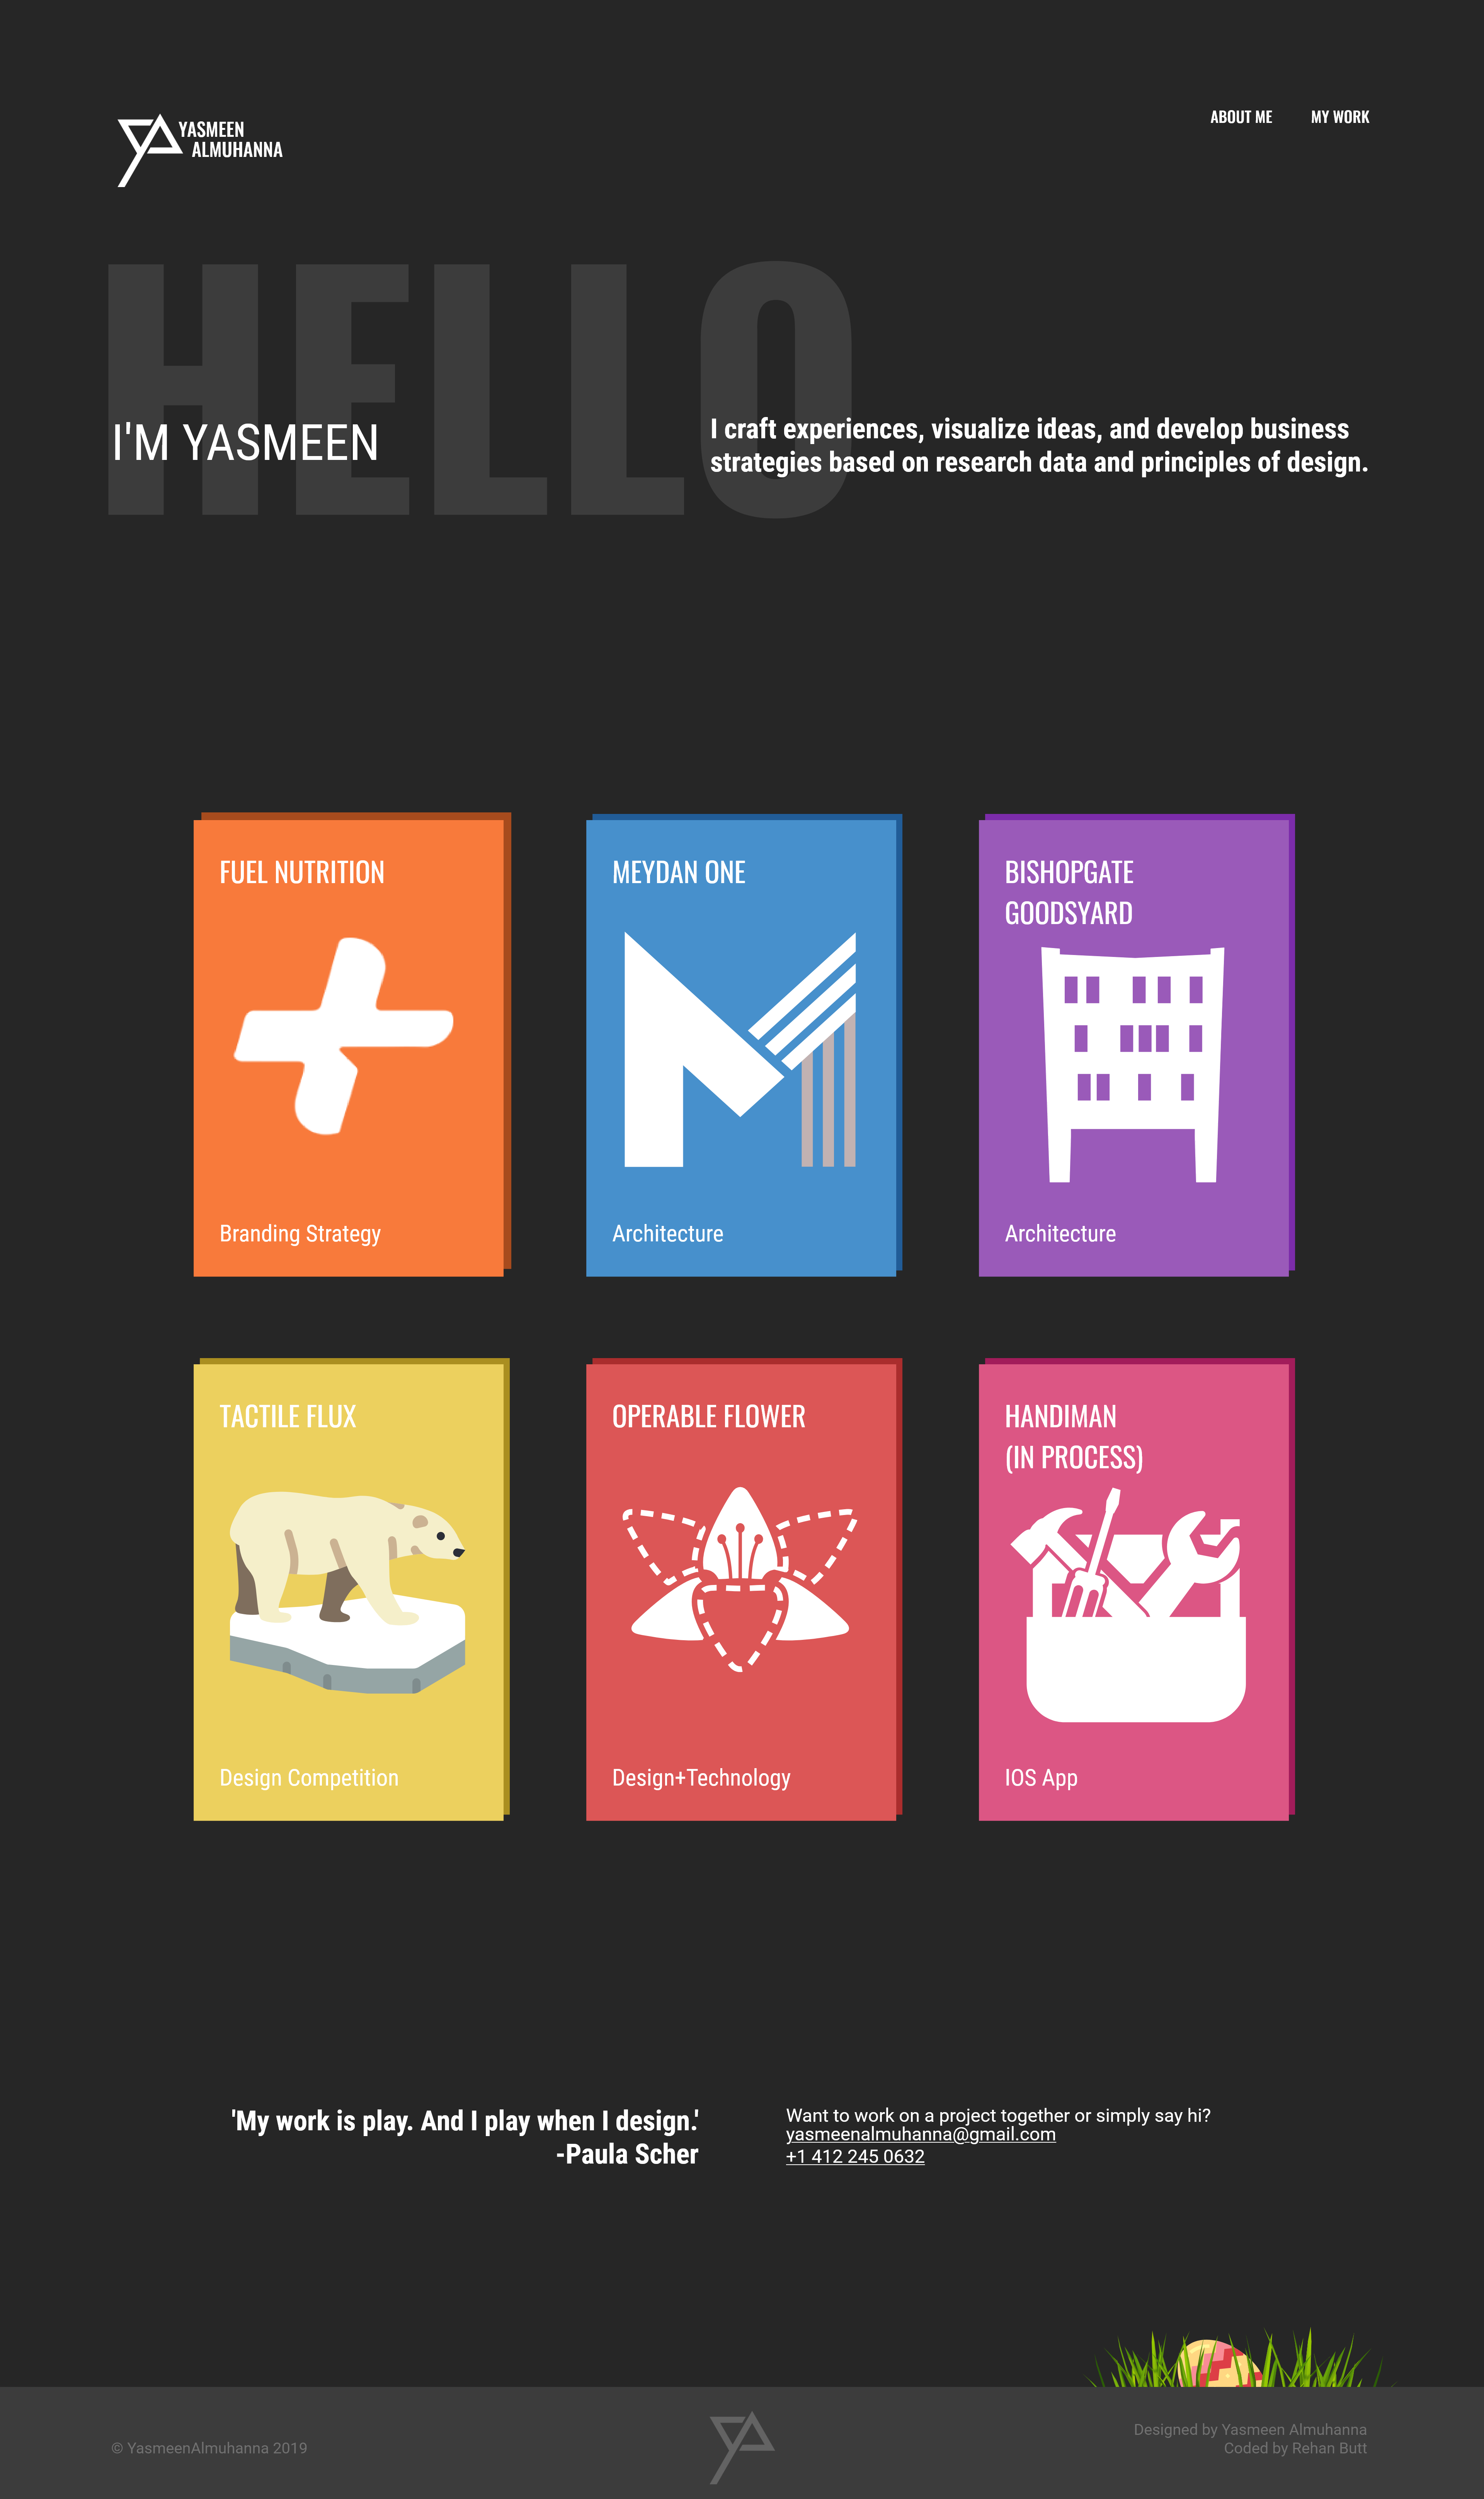 YASMEEN
ALMUHANNA
ABOUT ME
MY WORK
HELLO
I'M YASMEEN
I craft experiences, visualize ideas, and develop business
strategies based on research data and principles of design.
FUEL NUTRITION
Branding Strategy
MEYDAN ONE
Architecture
BISHOPGATE
GOODSYARD
Architecture
TACTILE FLUX
Design Competition
OPERABLE FLOWER
Design+Technology
HANDIMAN
(IN PROCESS)
IOS App
'My work is play. And I play when I design.'
-Paula Scher
Want to work on a project together or simply say hi?
yasmeenalmuhanna@gmail.com
+1 412 245 0632
© YasmeenAlmuhanna 2019
Designed by Yasmeen Almuhanna
Coded by Rehan Butt